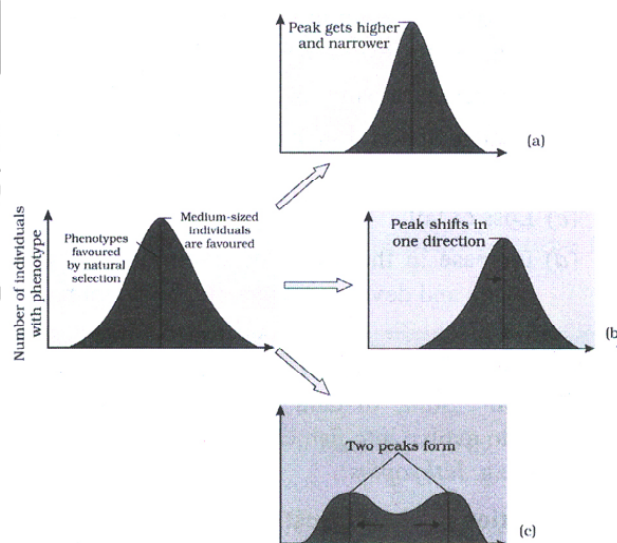 Peak gets higher
and narrower
(a)
Number of individuals
with phenotype
Phenotypes
favoured
by natural
selection
Medium-sized
individuals
are favoured
Peak shifts in
one direction
(b
Two peaks form
(c)